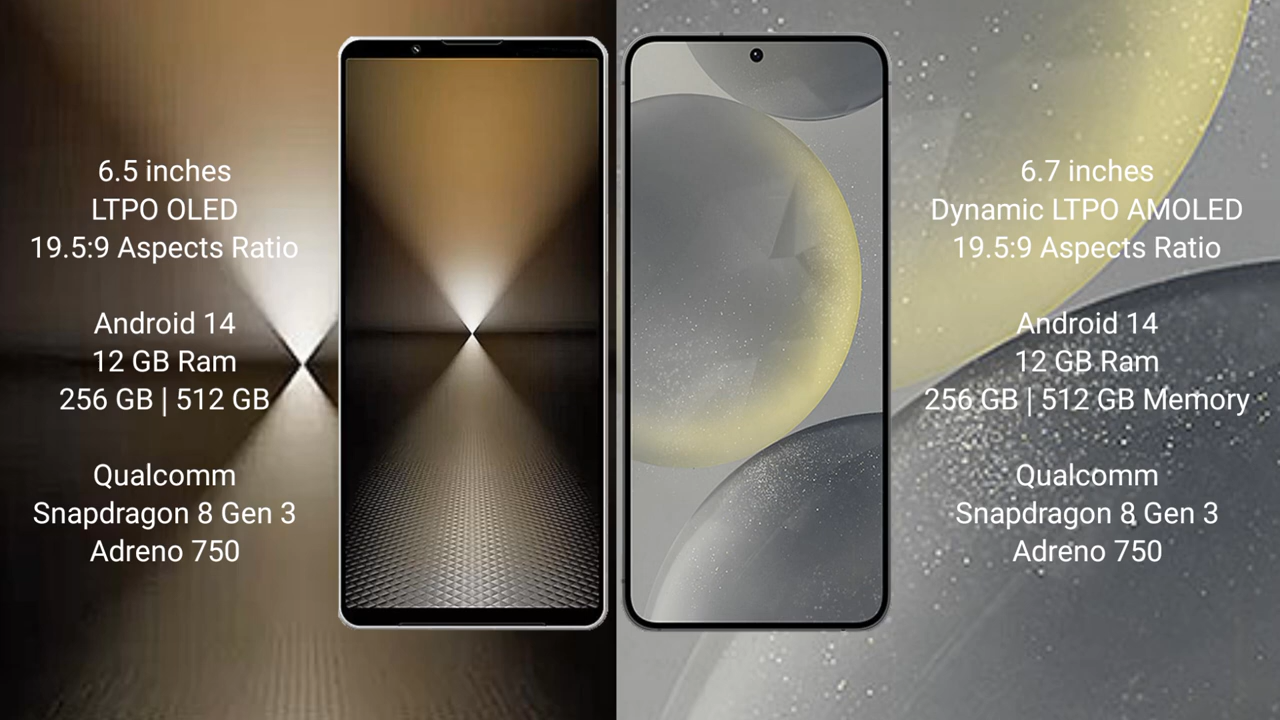 6.5 inches
LTPO OLED
19.5:9 Aspects Ratio
Android 14
12 GB Ram
256 GB | 512 GB
Qualcomm
Snapdragon 8 Gen 3
Adreno 750
6.7 inches
Dynamic LTPO AMOLED
19.5:9 Aspects Ratio
Android 14
12 GB Ram
256 GB | 512 GB Memory
Qualcomm
Snapdragon 8 Gen 3
Adreno 750